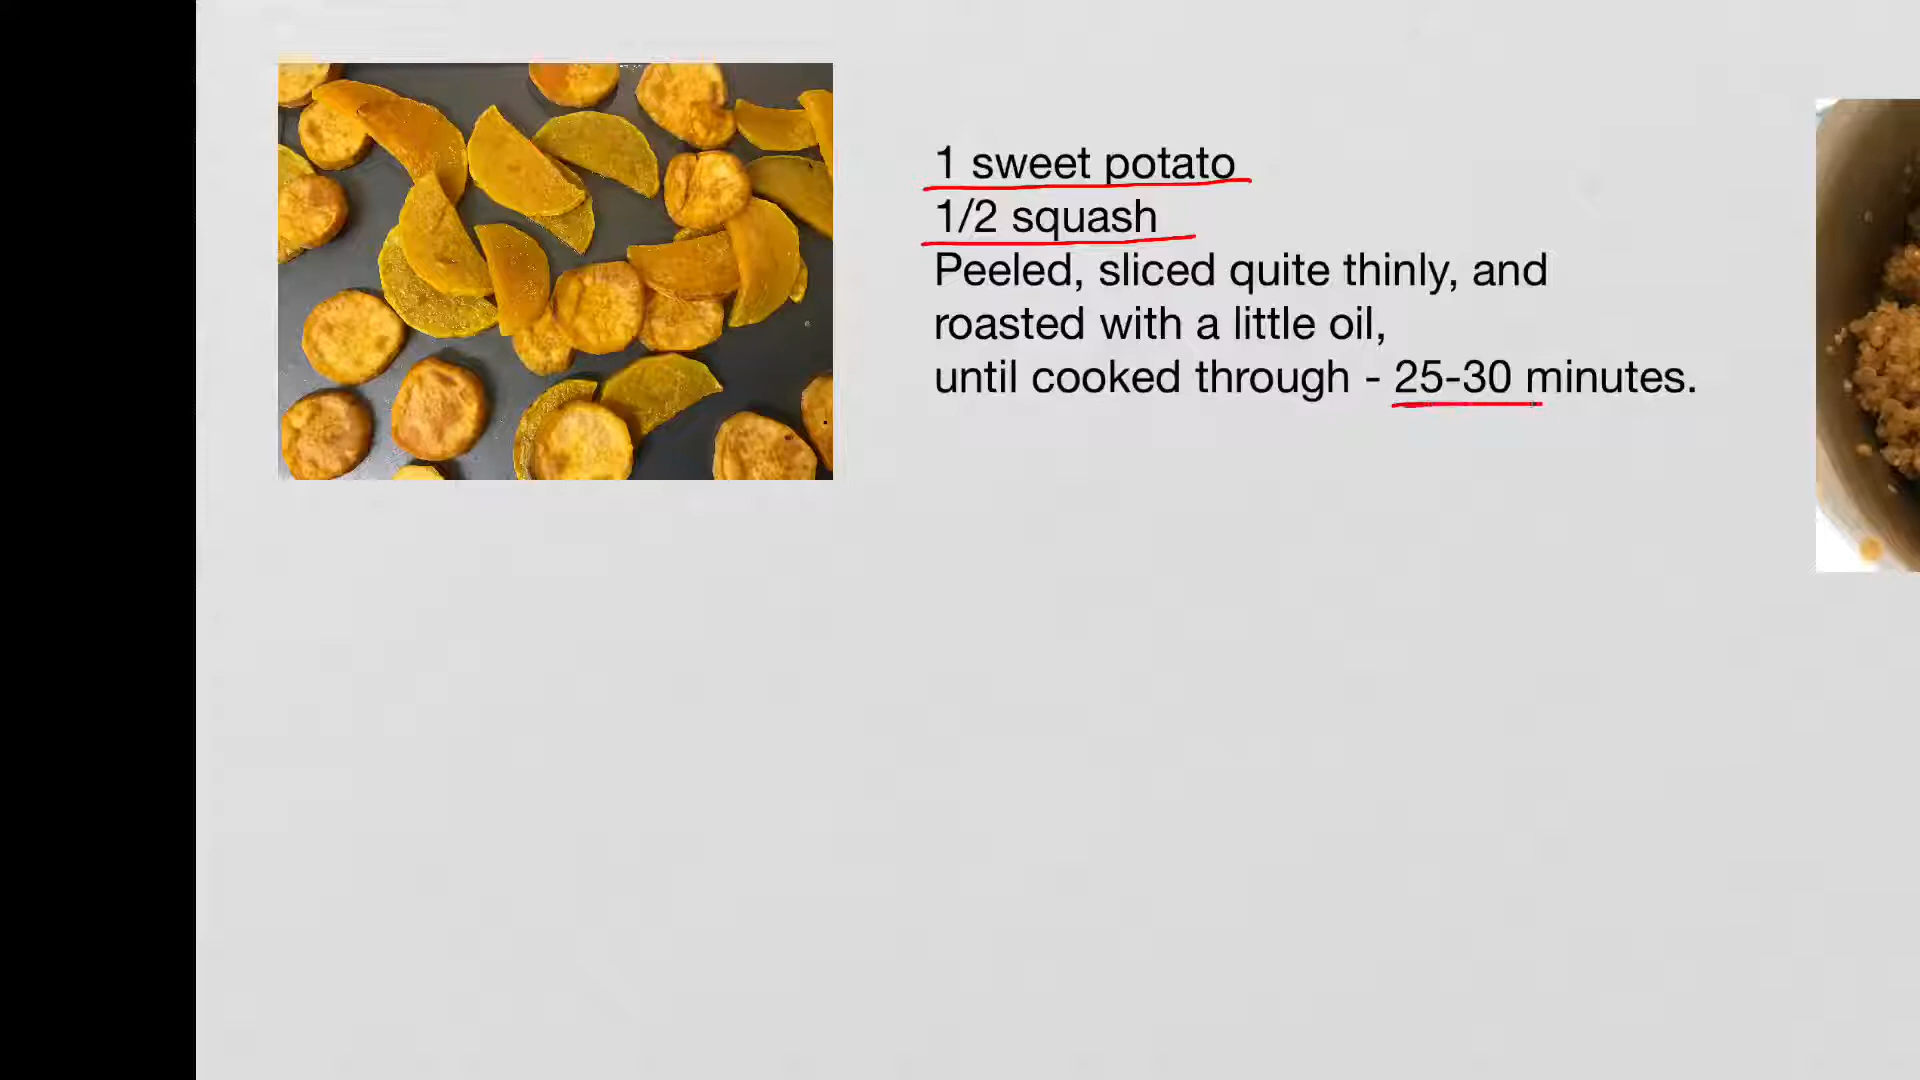 1 sweet potato
1/2 squash
Peeled, sliced quite thinly, and
roasted with a little oil,
until cooked through - 25-30 minutes.